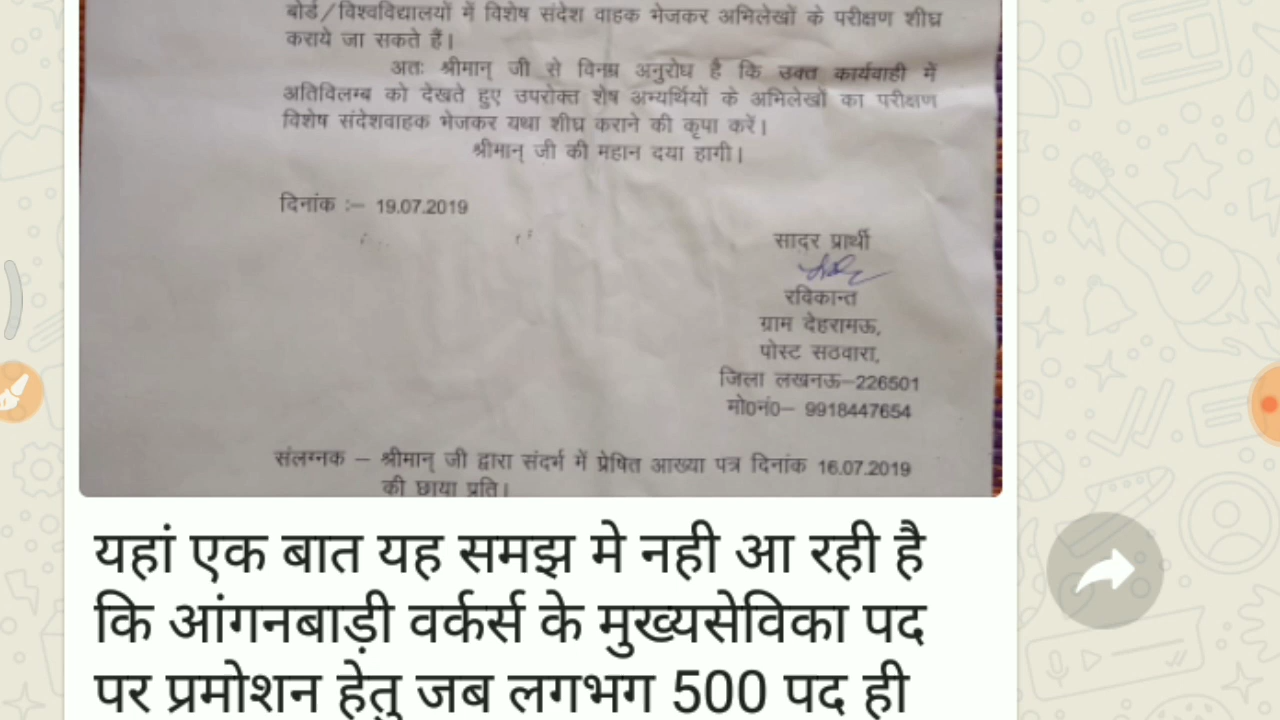 बोर्ड/विश्वविद्यालयों में विशेष संदेश वाहक भेजकर अभिलेखों के परीक्षण शीघ्र
कराये जा सकते हैं।
अतः श्रीमान् जी से विनम्र अनुरोध है कि उक्त कार्यवाही में
अतिविलम्ब को देखते हुए उपरोक्त शेष अभ्यर्थियों के अभिलेखों का परीक्षण
विशेष संदेशवाहक भेजकर यथा शीघ्र कराने की कृपा करें।
श्रीमान् जी की महान दया हागी।
दिनांक :– 19.07.2019
सादर प्रार्थी
रविकान्त
ग्राम देहरामऊ,
पोस्ट सठवारा,
जिला लखनऊ–226501
मो0नं0– 9918447654
संलग्नक – श्रीमान् जी द्वारा संदर्भ में प्रेषित आख्या पत्र दिनांक 16.07.2019
की छाया प्रति।
यहां एक बात यह समझ मे नही आ रही है
कि आंगनबाड़ी वर्कर्स के मुख्यसेविका पद
पर प्रमोशन हेतु जब लगभग 500 पद ही